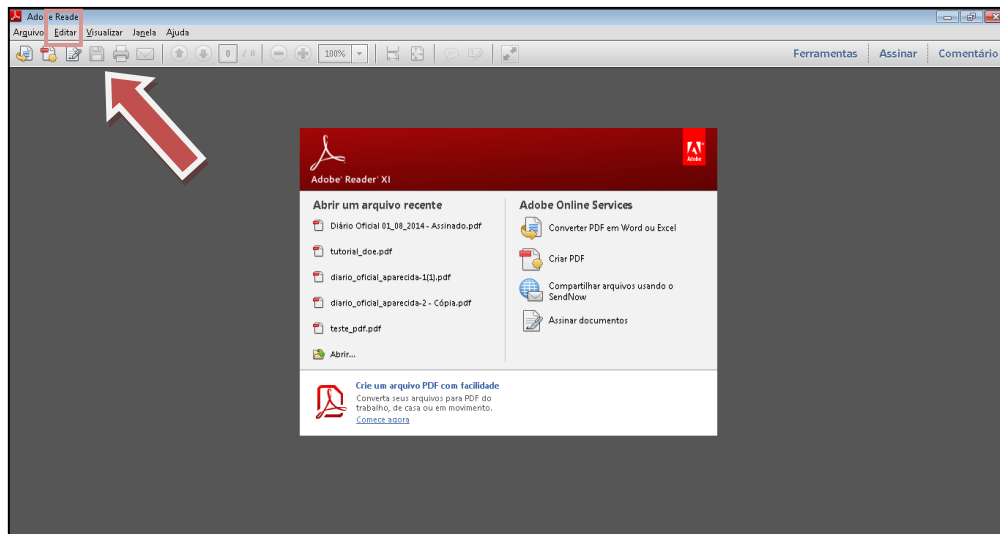 Adobe Reade
Arquivo Editar Visualizar Janela Ajuda
0 / 0 100% Ferramentas Assinar Comentário
Adobe
Adobe® Reader® XI
Abrir um arquivo recente
Diário Oficial 01_08_2014 - Assinado.pdf
tutorial_doe.pdf
diario_oficial_aparecida-1(1).pdf
diario_oficial_aparecida-2 - Cópia.pdf
teste_pdf.pdf
Abrir...
Adobe Online Services
Converter PDF em Word ou Excel
Criar PDF
Compartilhar arquivos usando o
SendNow
Assinar documentos
Crie um arquivo PDF com facilidade
Converta seus arquivos para PDF do
trabalho, de casa ou em movimento.
Comece agora